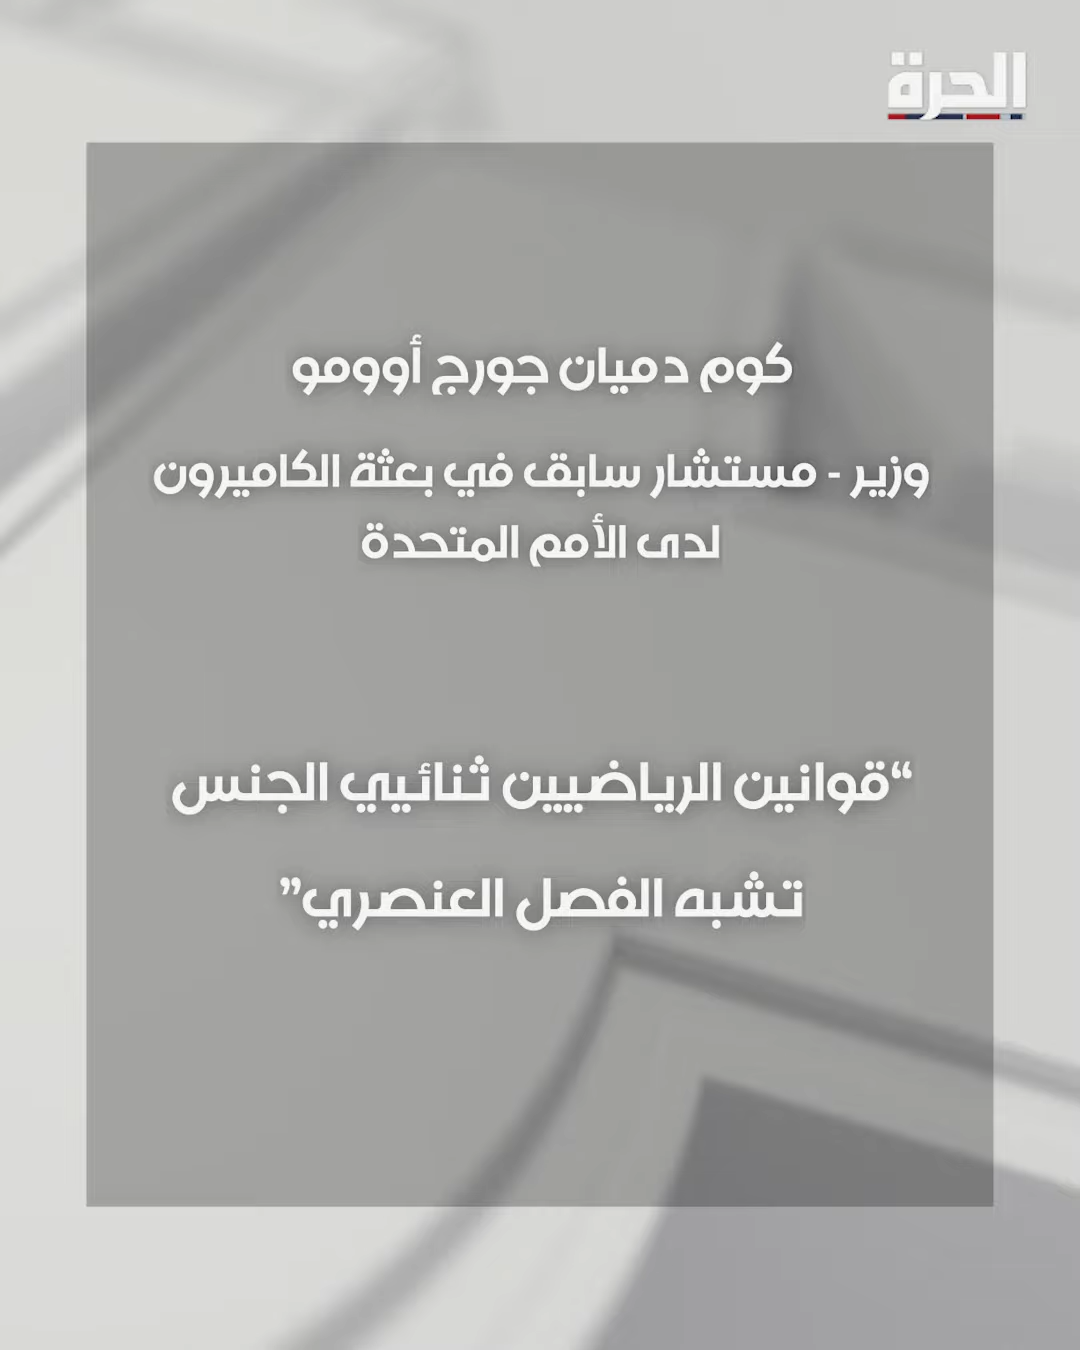 الحرة
كوم دميان جورج أوومو
وزير - مستشار سابق في بعثة الكاميرون
لدى الأمم المتحدة
“قوانين الرياضيين ثنائيي الجنس
تشبه الفصل العنصري”